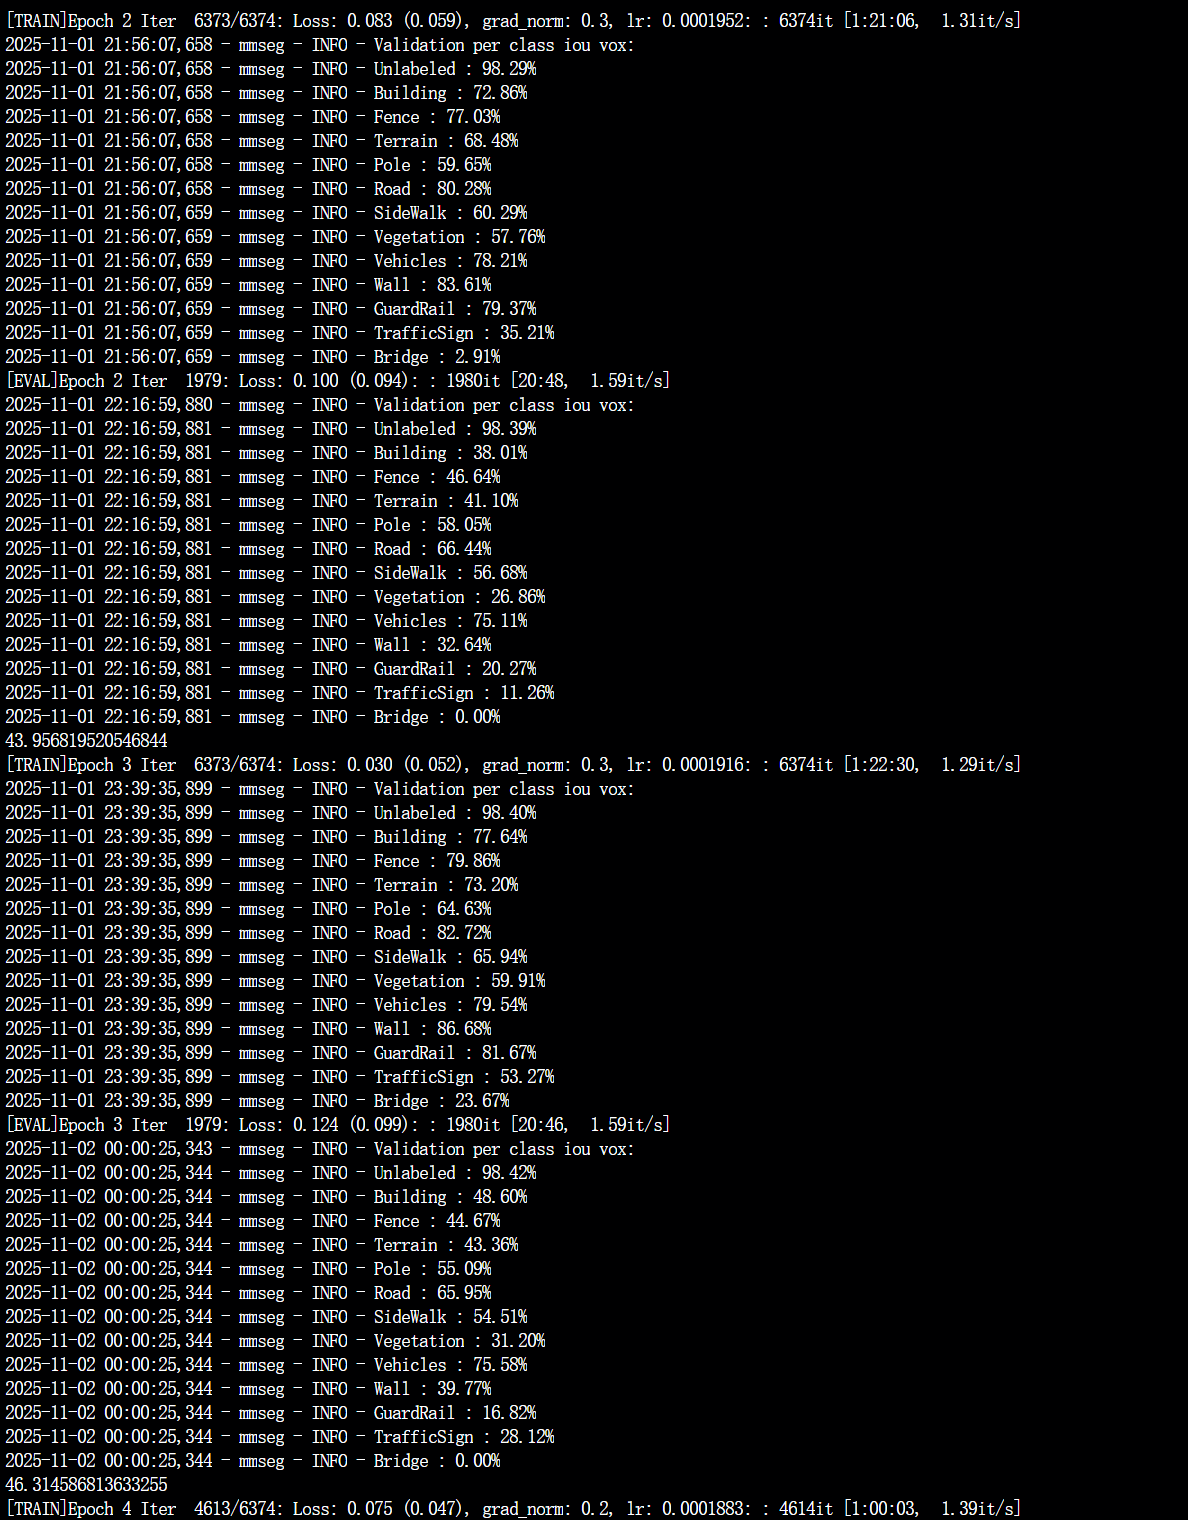 [TRAIN]Epoch 2 Iter  6373/6374: Loss: 0.083 (0.059), grad_norm: 0.3, lr: 0.0001952: : 6374it [1:21:06,  1.31it/s]
2025-11-01 21:56:07,658 - mmseg - INFO - Validation per class iou vox:
2025-11-01 21:56:07,658 - mmseg - INFO - Unlabeled : 98.29%
2025-11-01 21:56:07,658 - mmseg - INFO - Building : 72.86%
2025-11-01 21:56:07,658 - mmseg - INFO - Fence : 77.03%
2025-11-01 21:56:07,658 - mmseg - INFO - Terrain : 68.48%
2025-11-01 21:56:07,658 - mmseg - INFO - Pole : 59.65%
2025-11-01 21:56:07,658 - mmseg - INFO - Road : 80.28%
2025-11-01 21:56:07,659 - mmseg - INFO - SideWalk : 60.29%
2025-11-01 21:56:07,659 - mmseg - INFO - Vegetation : 57.76%
2025-11-01 21:56:07,659 - mmseg - INFO - Vehicles : 78.21%
2025-11-01 21:56:07,659 - mmseg - INFO - Wall : 83.61%
2025-11-01 21:56:07,659 - mmseg - INFO - GuardRail : 79.37%
2025-11-01 21:56:07,659 - mmseg - INFO - TrafficSign : 35.21%
2025-11-01 21:56:07,659 - mmseg - INFO - Bridge : 2.91%
[EVAL]Epoch 2 Iter  1979: Loss: 0.100 (0.094): : 1980it [20:48,  1.59it/s]
2025-11-01 22:16:59,880 - mmseg - INFO - Validation per class iou vox:
2025-11-01 22:16:59,881 - mmseg - INFO - Unlabeled : 98.39%
2025-11-01 22:16:59,881 - mmseg - INFO - Building : 38.01%
2025-11-01 22:16:59,881 - mmseg - INFO - Fence : 46.64%
2025-11-01 22:16:59,881 - mmseg - INFO - Terrain : 41.10%
2025-11-01 22:16:59,881 - mmseg - INFO - Pole : 58.05%
2025-11-01 22:16:59,881 - mmseg - INFO - Road : 66.44%
2025-11-01 22:16:59,881 - mmseg - INFO - SideWalk : 56.68%
2025-11-01 22:16:59,881 - mmseg - INFO - Vegetation : 26.86%
2025-11-01 22:16:59,881 - mmseg - INFO - Vehicles : 75.11%
2025-11-01 22:16:59,881 - mmseg - INFO - Wall : 32.64%
2025-11-01 22:16:59,881 - mmseg - INFO - GuardRail : 20.27%
2025-11-01 22:16:59,881 - mmseg - INFO - TrafficSign : 11.26%
2025-11-01 22:16:59,881 - mmseg - INFO - Bridge : 0.00%
43.956819520546844
[TRAIN]Epoch 3 Iter  6373/6374: Loss: 0.030 (0.052), grad_norm: 0.3, lr: 0.0001916: : 6374it [1:22:30,  1.29it/s]
2025-11-01 23:39:35,899 - mmseg - INFO - Validation per class iou vox:
2025-11-01 23:39:35,899 - mmseg - INFO - Unlabeled : 98.40%
2025-11-01 23:39:35,899 - mmseg - INFO - Building : 77.64%
2025-11-01 23:39:35,899 - mmseg - INFO - Fence : 79.86%
2025-11-01 23:39:35,899 - mmseg - INFO - Terrain : 73.20%
2025-11-01 23:39:35,899 - mmseg - INFO - Pole : 64.63%
2025-11-01 23:39:35,899 - mmseg - INFO - Road : 82.72%
2025-11-01 23:39:35,899 - mmseg - INFO - SideWalk : 65.94%
2025-11-01 23:39:35,899 - mmseg - INFO - Vegetation : 59.91%
2025-11-01 23:39:35,899 - mmseg - INFO - Vehicles : 79.54%
2025-11-01 23:39:35,899 - mmseg - INFO - Wall : 86.68%
2025-11-01 23:39:35,899 - mmseg - INFO - GuardRail : 81.67%
2025-11-01 23:39:35,899 - mmseg - INFO - TrafficSign : 53.27%
2025-11-01 23:39:35,899 - mmseg - INFO - Bridge : 23.67%
[EVAL]Epoch 3 Iter  1979: Loss: 0.124 (0.099): : 1980it [20:46,  1.59it/s]
2025-11-02 00:00:25,343 - mmseg - INFO - Validation per class iou vox:
2025-11-02 00:00:25,344 - mmseg - INFO - Unlabeled : 98.42%
2025-11-02 00:00:25,344 - mmseg - INFO - Building : 48.60%
2025-11-02 00:00:25,344 - mmseg - INFO - Fence : 44.67%
2025-11-02 00:00:25,344 - mmseg - INFO - Terrain : 43.36%
2025-11-02 00:00:25,344 - mmseg - INFO - Pole : 55.09%
2025-11-02 00:00:25,344 - mmseg - INFO - Road : 65.95%
2025-11-02 00:00:25,344 - mmseg - INFO - SideWalk : 54.51%
2025-11-02 00:00:25,344 - mmseg - INFO - Vegetation : 31.20%
2025-11-02 00:00:25,344 - mmseg - INFO - Vehicles : 75.58%
2025-11-02 00:00:25,344 - mmseg - INFO - Wall : 39.77%
2025-11-02 00:00:25,344 - mmseg - INFO - GuardRail : 16.82%
2025-11-02 00:00:25,344 - mmseg - INFO - TrafficSign : 28.12%
2025-11-02 00:00:25,344 - mmseg - INFO - Bridge : 0.00%
46.314586813633255
[TRAIN]Epoch 4 Iter  4613/6374: Loss: 0.075 (0.047), grad_norm: 0.2, lr: 0.0001883: : 4614it [1:00:03,  1.39it/s]